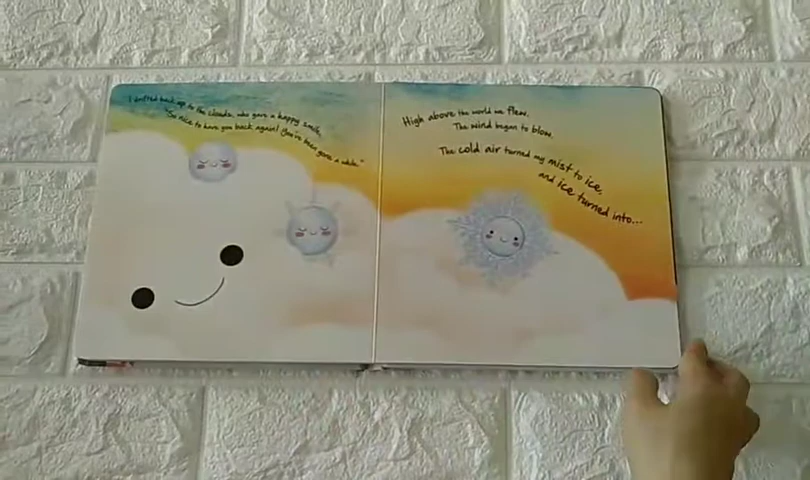 I drifted back up to the clouds, who gave a happy smile.
"So nice to have you back again! You've been gone a while."
High above the world we flew.
The wind began to blow.
The cold air turned my mist to ice,
and ice turned into...